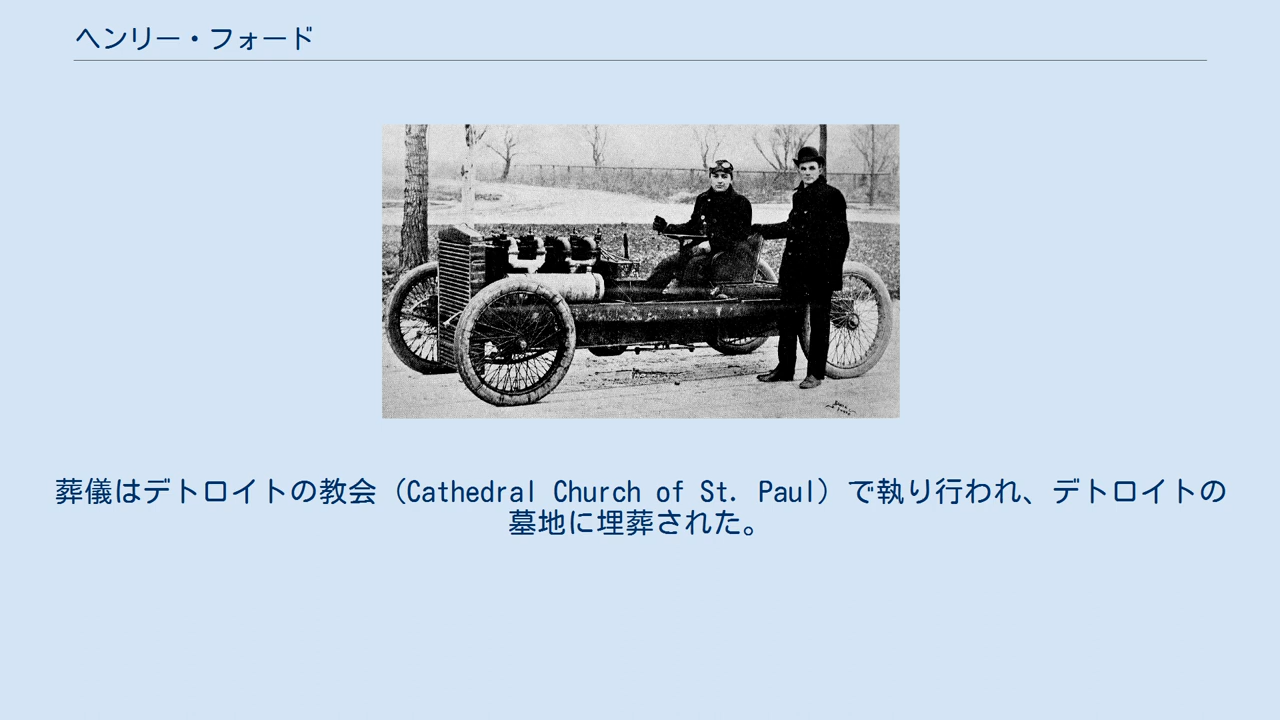 ヘンリー・フォード
葬儀はデトロイトの教会（Cathedral Church of St. Paul）で執り行われ、デトロイトの
墓地に埋葬された。